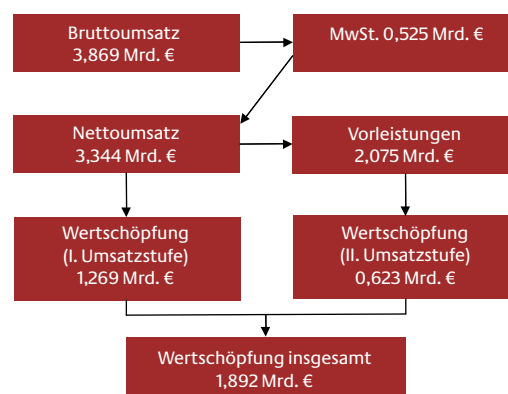 Bruttoumsatz
3,869 Mrd. €
MwSt. 0,525 Mrd. €
Nettoumsatz
3,344 Mrd. €
Vorleistungen
2,075 Mrd. €
Wertschöpfung
(I. Umsatzstufe)
1,269 Mrd. €
Wertschöpfung
(II. Umsatzstufe)
0,623 Mrd. €
Wertschöpfung insgesamt
1,892 Mrd. €